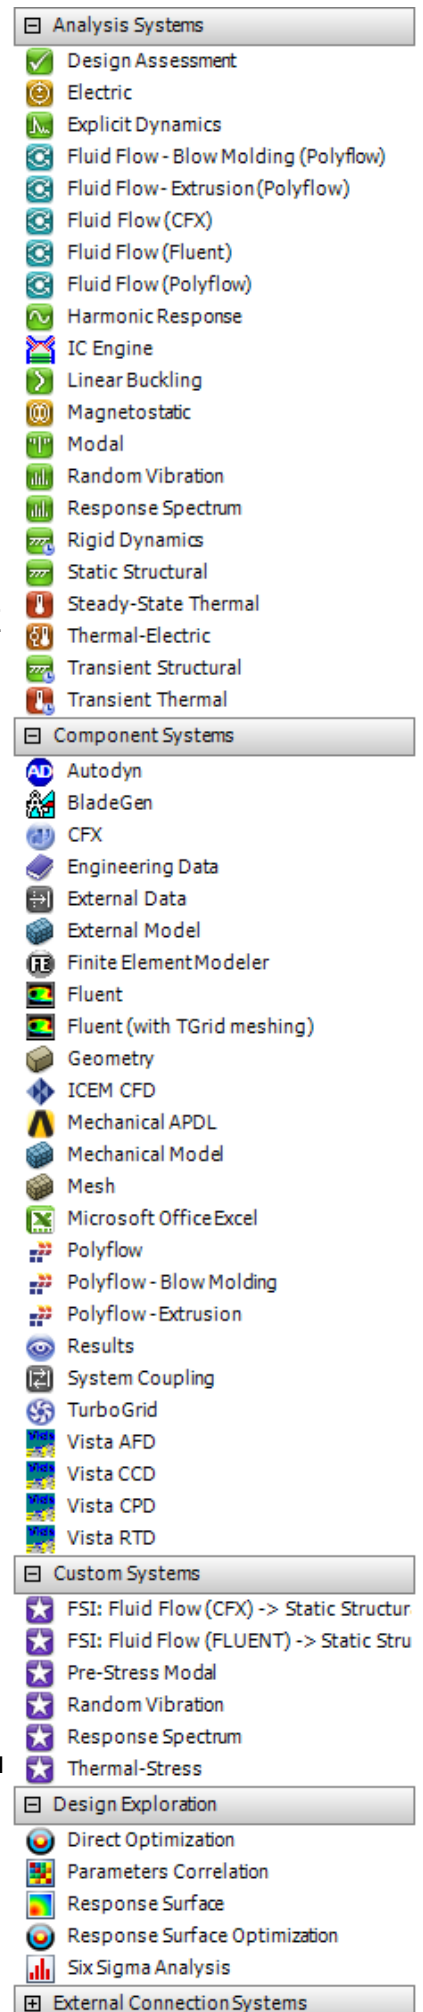 Analysis Systems
Design Assessment
Electric
Explicit Dynamics
Fluid Flow - Blow Molding (Polyflow)
Fluid Flow - Extrusion (Polyflow)
Fluid Flow (CFX)
Fluid Flow (Fluent)
Fluid Flow (Polyflow)
Harmonic Response
IC Engine
Linear Buckling
Magnetostatic
Modal
Random Vibration
Response Spectrum
Rigid Dynamics
Static Structural
Steady-State Thermal
Thermal-Electric
Transient Structural
Transient Thermal
Component Systems
AD Autodyn
BladeGen
CFX
Engineering Data
External Data
External Model
FE Finite Element Modeler
Fluent
Fluent (with TGrid meshing)
Geometry
ICEM CFD
Mechanical APDL
Mechanical Model
Mesh
Microsoft Office Excel
Polyflow
Polyflow - Blow Molding
Polyflow - Extrusion
Results
System Coupling
TurboGrid
Vista AFD
Vista CCD
Vista CPD
Vista RTD
Custom Systems
FSI: Fluid Flow (CFX) -> Static Structur
FSI: Fluid Flow (FLUENT) -> Static Stru
Pre-Stress Modal
Random Vibration
Response Spectrum
Thermal-Stress
Design Exploration
Direct Optimization
Parameters Correlation
Response Surface
Response Surface Optimization
Six Sigma Analysis
External Connection Systems